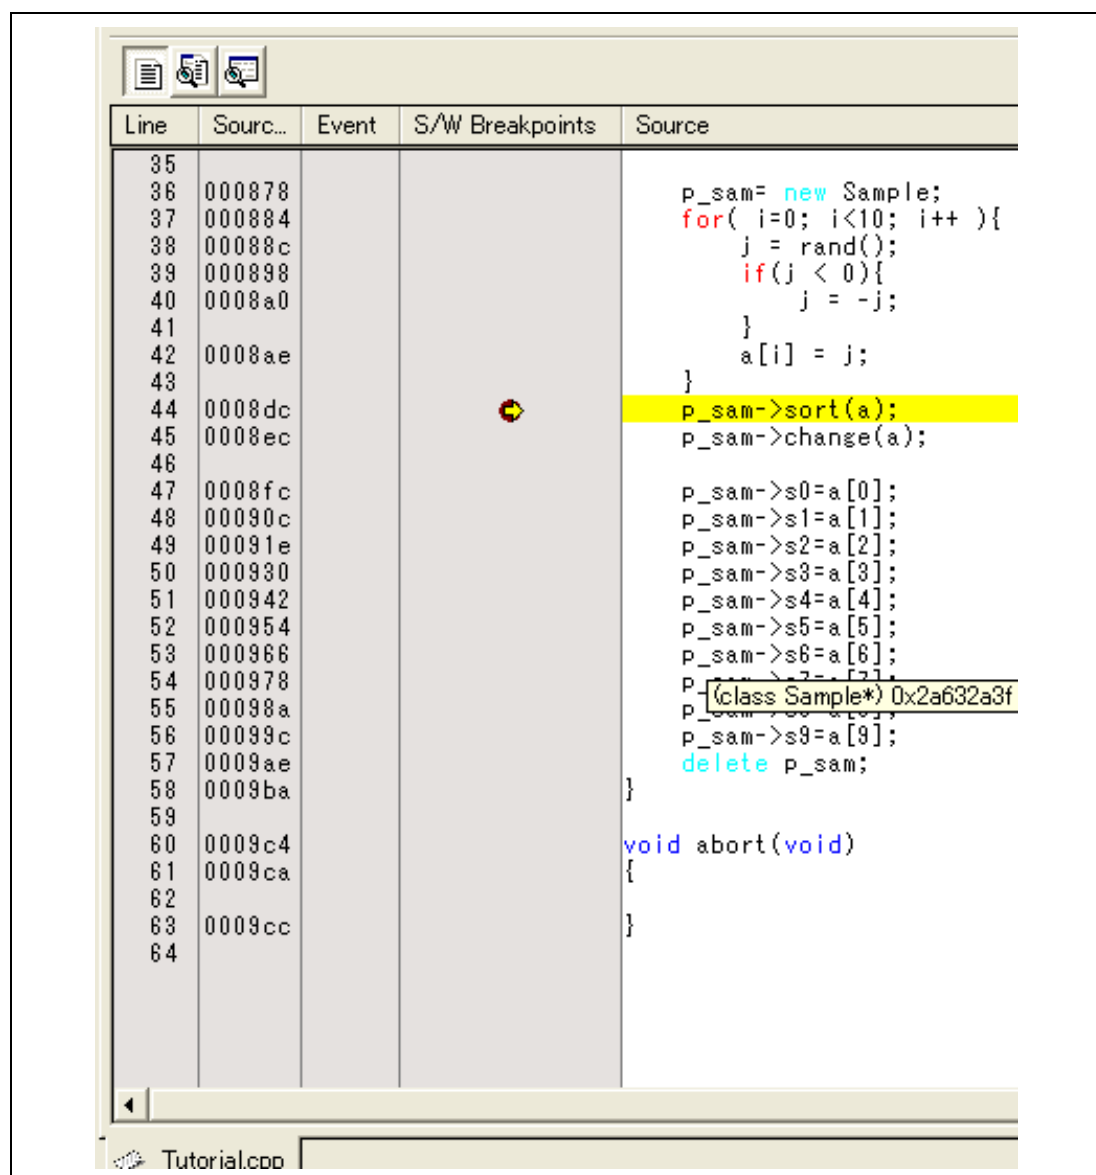 Line Sourc... Event S/W Breakpoints Source
35
36 000878 p_sam= new Sample;
37 000884 for( i=0; i<10; i++ ){
38 00088c j = rand();
39 000898 if(j < 0){
40 0008a0 j = -j;
41 }
42 0008ae a[i] = j;
43 }
44 0008dc p_sam->sort(a);
45 0008ec p_sam->change(a);
46
47 0008fc p_sam->s0=a[0];
48 00090c p_sam->s1=a[1];
49 00091e p_sam->s2=a[2];
50 000930 p_sam->s3=a[3];
51 000942 p_sam->s4=a[4];
52 000954 p_sam->s5=a[5];
53 000966 p_sam->s6=a[6];
54 000978
(class Sample*) 0x2a632a3f
55 00098a
56 00099c p_sam->s9=a[9];
57 0009ae delete p_sam;
58 0009ba }
59
60 0009c4 void abort(void)
61 0009ca {
62
63 0009cc }
64
Tutorial.cpp